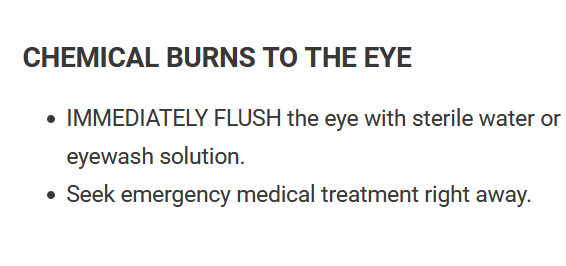 CHEMICAL BURNS TO THE EYE
• IMMEDIATELY FLUSH the eye with sterile water or
eyewash solution.
• Seek emergency medical treatment right away.